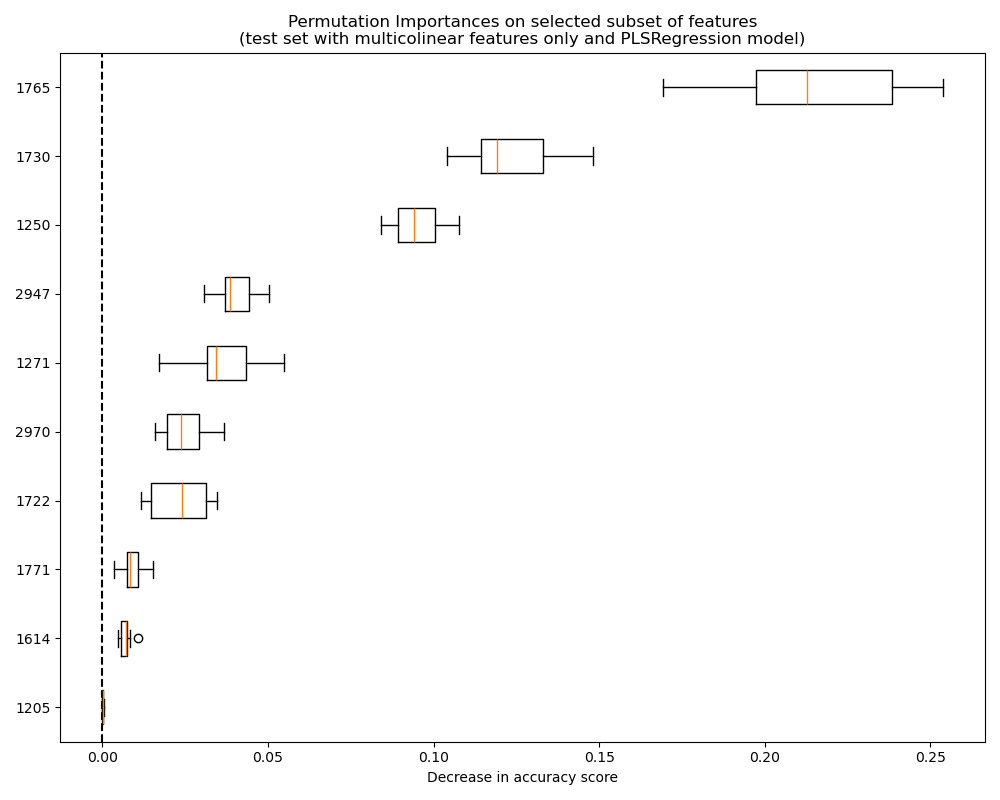 Permutation Importances on selected subset of features
(test set with multicolinear features only and PLSRegression model)
1765
1730
1250
2947
1271
2970
1722
1771
1614
1205
0.00 0.05 0.10 0.15 0.20 0.25
Decrease in accuracy score